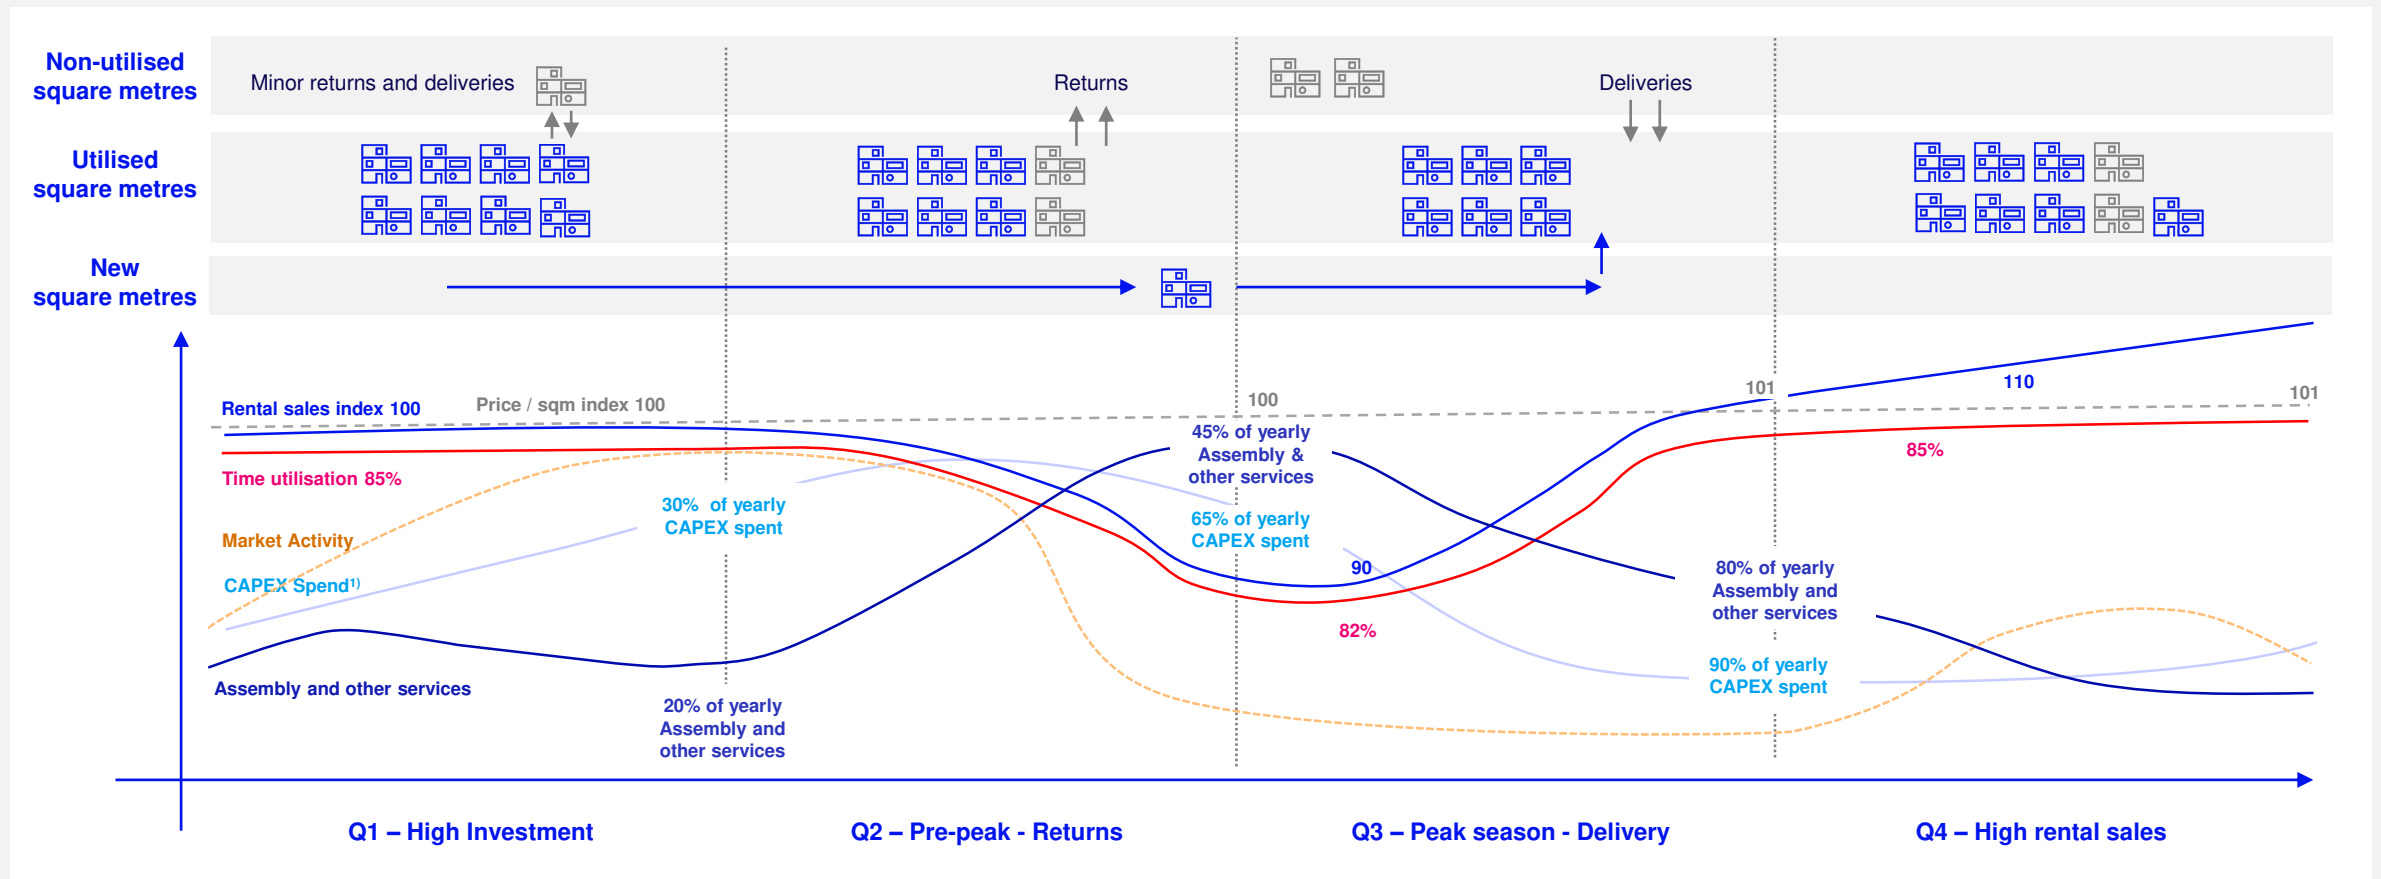 Non-utilised
square metres
Minor returns and deliveries
Returns
Deliveries
Utilised
square metres
New
square metres
Rental sales index 100
Price / sqm index 100
100
101
110
101
Time utilisation 85%
45% of yearly
Assembly &
other services
85%
30%  of yearly
CAPEX spent
65% of yearly
CAPEX spent
Market Activity
CAPEX Spend¹⁾
90
82%
80% of yearly
Assembly and
other services
90% of yearly
CAPEX spent
Assembly and other services
20% of yearly
Assembly and
other services
Q1 – High Investment
Q2 – Pre-peak - Returns
Q3 – Peak season - Delivery
Q4 – High rental sales